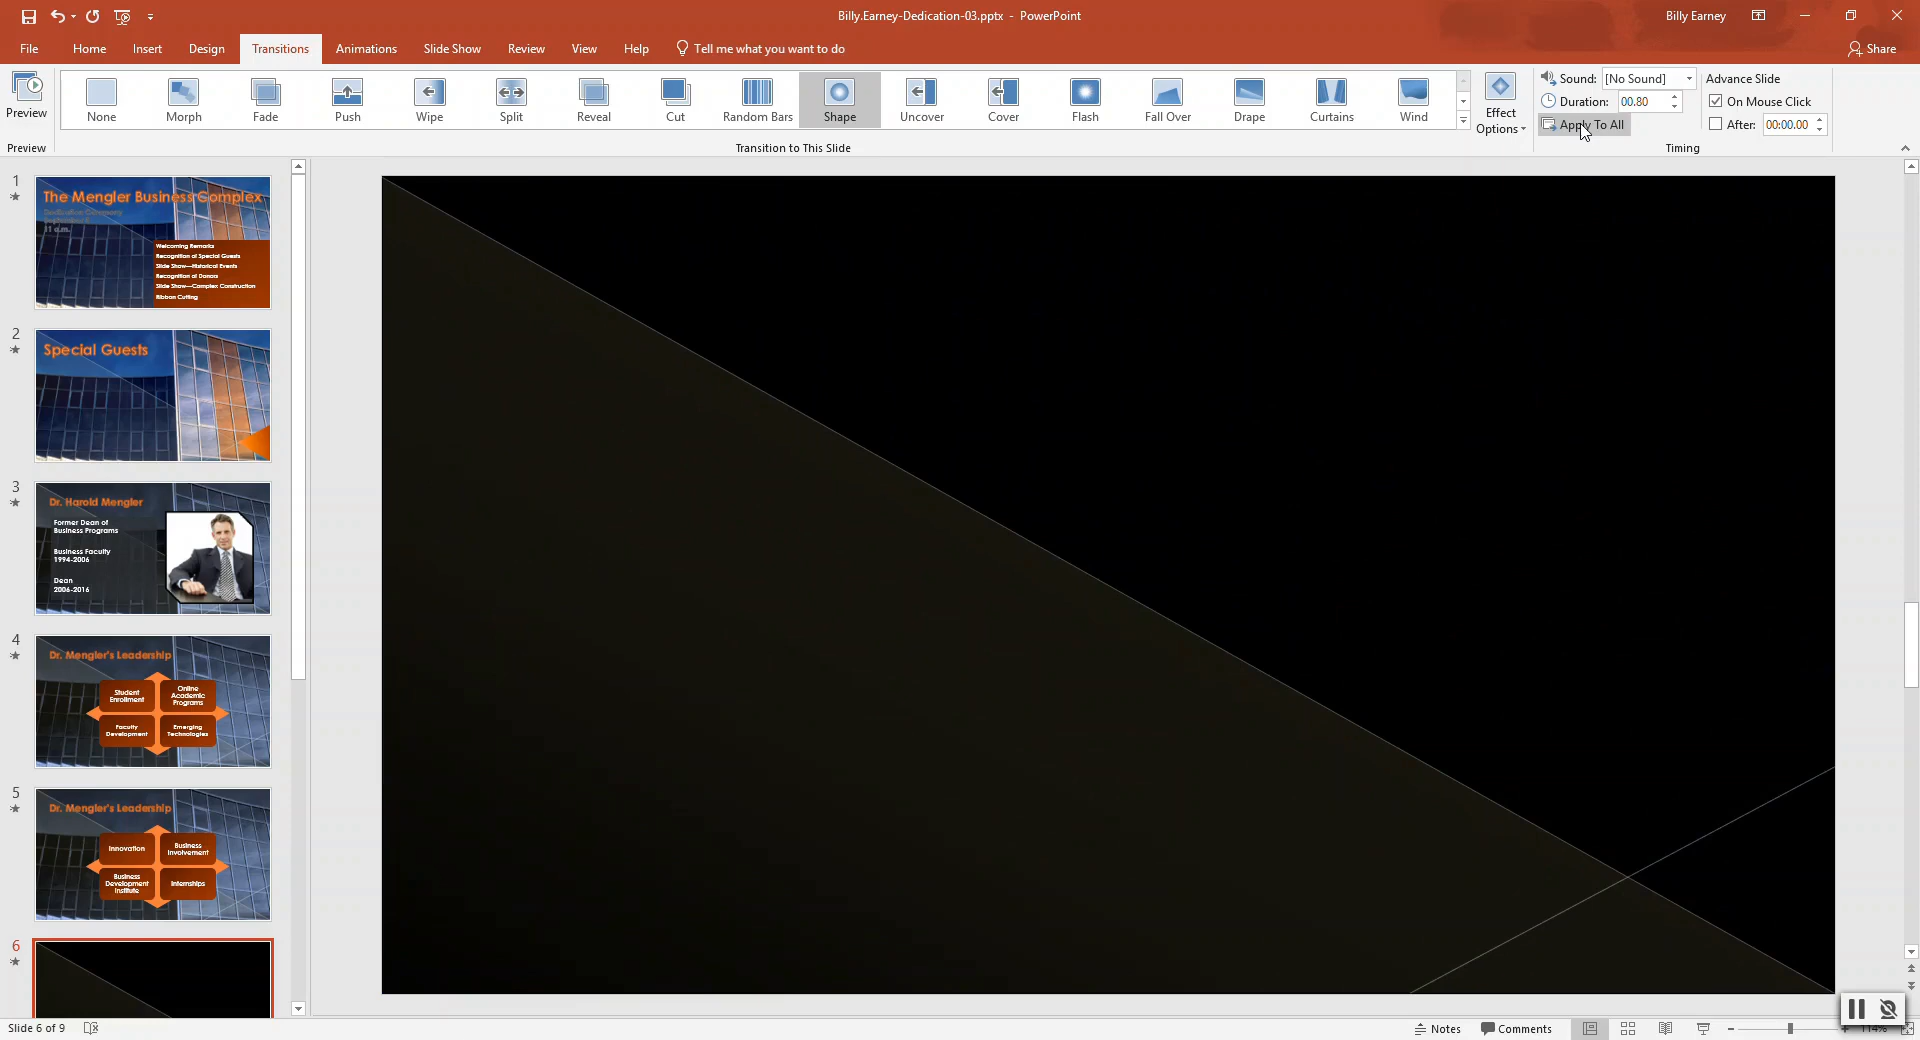 Billy.Earney-Dedication-03.pptx - PowerPoint
Billy Earney
File Home Insert Design Transitions Animations Slide Show Review View Help Tell me what you want to do
Share
Preview
None Morph Fade Push Wipe Split Reveal Cut Random Bars Shape Uncover Cover Flash Fall Over Drape Curtains Wind
Effect
Options
Sound: [No Sound]
Duration: 00.80
Apply To All
Advance Slide
On Mouse Click
After: 00:00.00
Preview
Transition to This Slide
Timing
1
The Mengler Business Complex
Dedication Ceremony
11 a.m.
Welcoming Remarks
Recognition of Special Guests
Slide Show—Historical Events
Recognition of Donors
Slide Show—Complex Construction
Ribbon Cutting
2
Special Guests
3
Dr. Harold Mengler
Former Dean of
Business Programs
Business Faculty
1994-2006
Dean
2006-2016
4
Dr. Mengler's Leadership
Student
Enrollment
Online
Academic
Programs
Faculty
Development
Emerging
Technologies
5
Dr. Mengler's Leadership
Innovation
Business
Involvement
Business
Development
Institute
Internships
6
Slide 6 of 9
Notes
Comments
114%